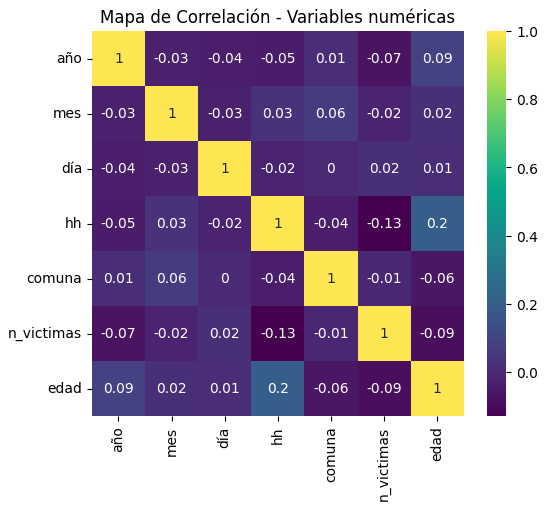 Mapa de Correlación - Variables numéricas
año 1 -0.03 -0.04 -0.05 0.01 -0.07 0.09
mes -0.03 1 -0.03 0.03 0.06 -0.02 0.02
día -0.04 -0.03 1 -0.02 0 0.02 0.01
hh -0.05 0.03 -0.02 1 -0.04 -0.13 0.2
comuna 0.01 0.06 0 -0.04 1 -0.01 -0.06
n_victimas -0.07 -0.02 0.02 -0.13 -0.01 1 -0.09
edad 0.09 0.02 0.01 0.2 -0.06 -0.09 1
año mes día hh comuna n_victimas edad
1.0
0.8
0.6
0.4
0.2
0.0